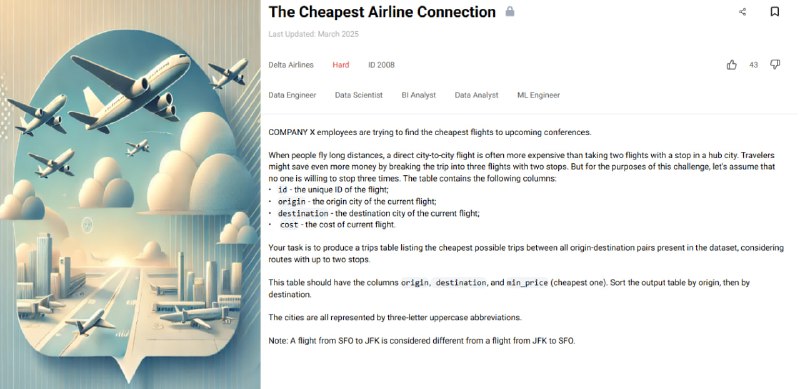 The Cheapest Airline Connection
Last Updated: March 2025
Delta Airlines Hard ID 2008 43
Data Engineer Data Scientist BI Analyst Data Analyst ML Engineer
COMPANY X employees are trying to find the cheapest flights to upcoming conferences.
When people fly long distances, a direct city-to-city flight is often more expensive than taking two flights with a stop in a hub city. Travelers
might save even more money by breaking the trip into three flights with two stops. But for the purposes of this challenge, let's assume that
no one is willing to stop three times. The table contains the following columns:
• id - the unique ID of the flight;
• origin - the origin city of the current flight;
• destination - the destination city of the current flight;
• cost - the cost of current flight.
Your task is to produce a trips table listing the cheapest possible trips between all origin-destination pairs present in the dataset, considering
routes with up to two stops.
This table should have the columns origin, destination, and min_price (cheapest one). Sort the output table by origin, then by
destination.
The cities are all represented by three-letter uppercase abbreviations.
Note: A flight from SFO to JFK is considered different from a flight from JFK to SFO.